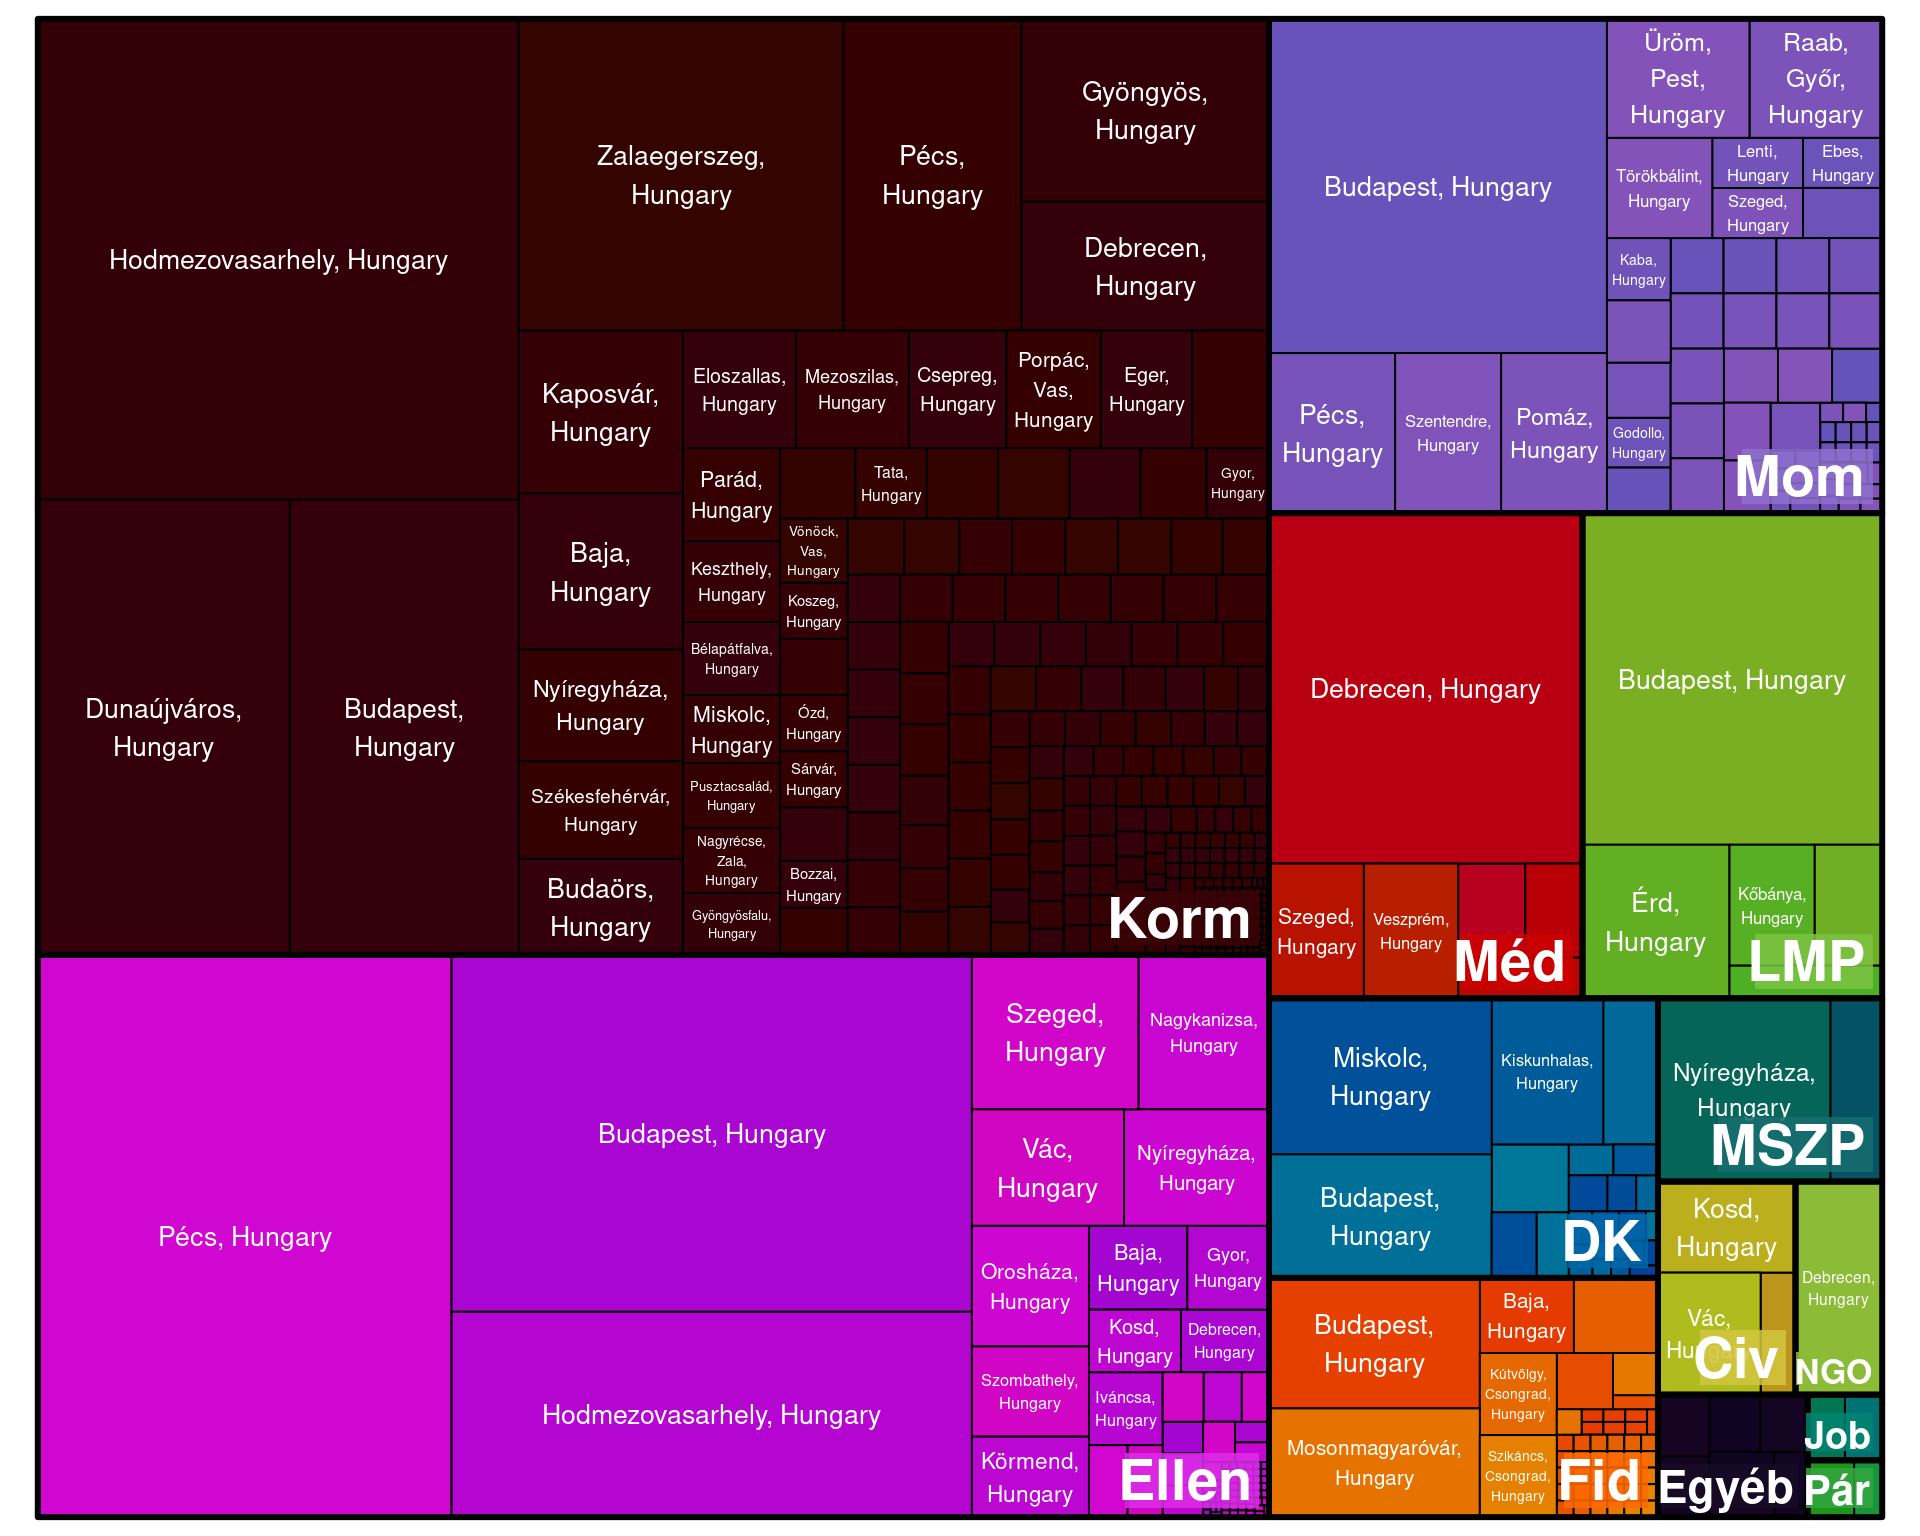 Hodmezovasarhely, Hungary
Dunaújváros,
Hungary
Budapest,
Hungary
Zalaegerszeg,
Hungary
Pécs,
Hungary
Gyöngyös,
Hungary
Debrecen,
Hungary
Kaposvár,
Hungary
Baja,
Hungary
Nyíregyháza,
Hungary
Székesfehérvár,
Hungary
Budaörs,
Hungary
Eloszallas,
Hungary
Mezoszilas,
Hungary
Csepreg,
Hungary
Porpác,
Vas,
Hungary
Eger,
Hungary
Parád,
Hungary
Keszthely,
Hungary
Bélapátfalva,
Hungary
Miskolc,
Hungary
Pusztacsalád,
Hungary
Nagyrécse,
Zala,
Hungary
Gyöngyösfalu,
Hungary
Tata,
Hungary
Gyor,
Hungary
Vönöck,
Vas,
Hungary
Koszeg,
Hungary
Ózd,
Hungary
Sárvár,
Hungary
Bozzai,
Hungary
Korm
Pécs, Hungary
Budapest, Hungary
Hodmezovasarhely, Hungary
Szeged,
Hungary
Nagykanizsa,
Hungary
Vác,
Hungary
Nyíregyháza,
Hungary
Orosháza,
Hungary
Szombathely,
Hungary
Körmend,
Hungary
Baja,
Hungary
Gyor,
Hungary
Kosd,
Hungary
Debrecen,
Hungary
Iváncsa,
Hungary
Ellen
Budapest, Hungary
Pécs,
Hungary
Szentendre,
Hungary
Pomáz,
Hungary
Üröm,
Pest,
Hungary
Raab,
Győr,
Hungary
Törökbálint,
Hungary
Lenti,
Hungary
Ebes,
Hungary
Szeged,
Hungary
Kaba,
Hungary
Godollo,
Hungary
Mom
Debrecen, Hungary
Szeged,
Hungary
Veszprém,
Hungary
Méd
Budapest, Hungary
Érd,
Hungary
Kőbánya,
Hungary
LMP
Miskolc,
Hungary
Budapest,
Hungary
Kiskunhalas,
Hungary
DK
Nyíregyháza,
Hungary
MSZP
Budapest,
Hungary
Mosonmagyaróvár,
Hungary
Baja,
Hungary
Kútvölgy,
Csongrad,
Hungary
Szikáncs,
Csongrad,
Hungary
Fid
Kosd,
Hungary
Vác,
Civ
Debrecen,
Hungary
NGO
Egyéb
Job
Pár